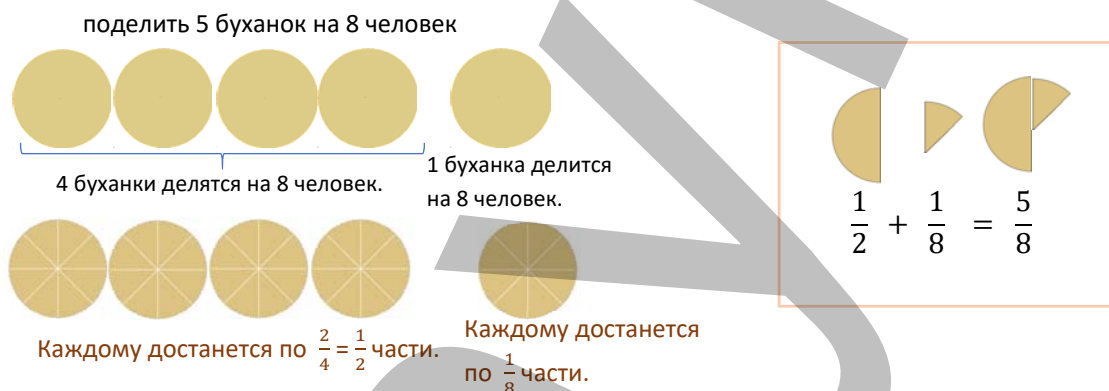 поделить 5 буханок на 8 человек
4 буханки делятся на 8 человек.
1 буханка делится
на 8 человек.
Каждому достанется по 2/4 = 1/2 части.
Каждому достанется
по 1/8 части.
1/2 + 1/8 = 5/8